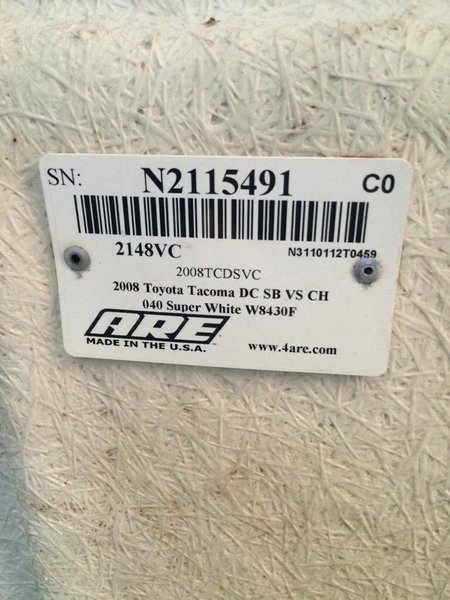 SN: N2115491 C0
2148VC N3110112T0459
2008TCDSVC
2008 Toyota Tacoma DC SB VS CH
040 Super White W8430F
ARE
MADE IN THE U.S.A. www.4are.com